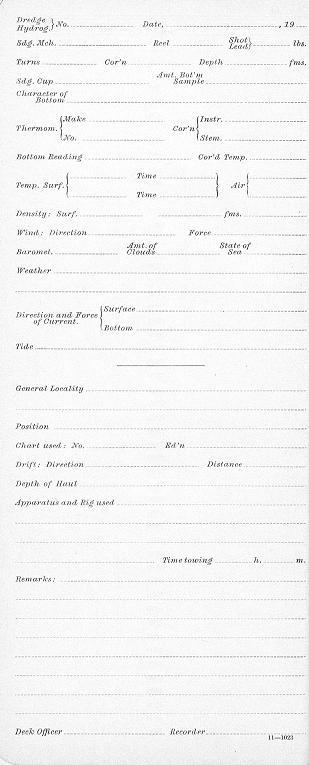 Dredge Hydrog. } No. Date, , 19
Sdg. Mch. Reel Shot Lead } lbs.
Turns Cor'n Depth fms.
Sdg. Cup Amt. Bot'm Sample
Character of Bottom
Thermom. { Make No. Cor'n { Instr. Stem.
Bottom Reading Cor'd Temp.
Temp. Surf. { Time Time } Air {
Density: Surf. fms.
Wind: Direction Force
Baromet. Amt. of Clouds State of Sea
Weather
Direction and Force of Current. { Surface Bottom
Tide
General Locality
Position
Chart used: No. Ed'n
Drift: Direction Distance
Depth of Haul
Apparatus and Rig used
Time towing h. m.
Remarks:
Deck Officer Recorder
11—1023